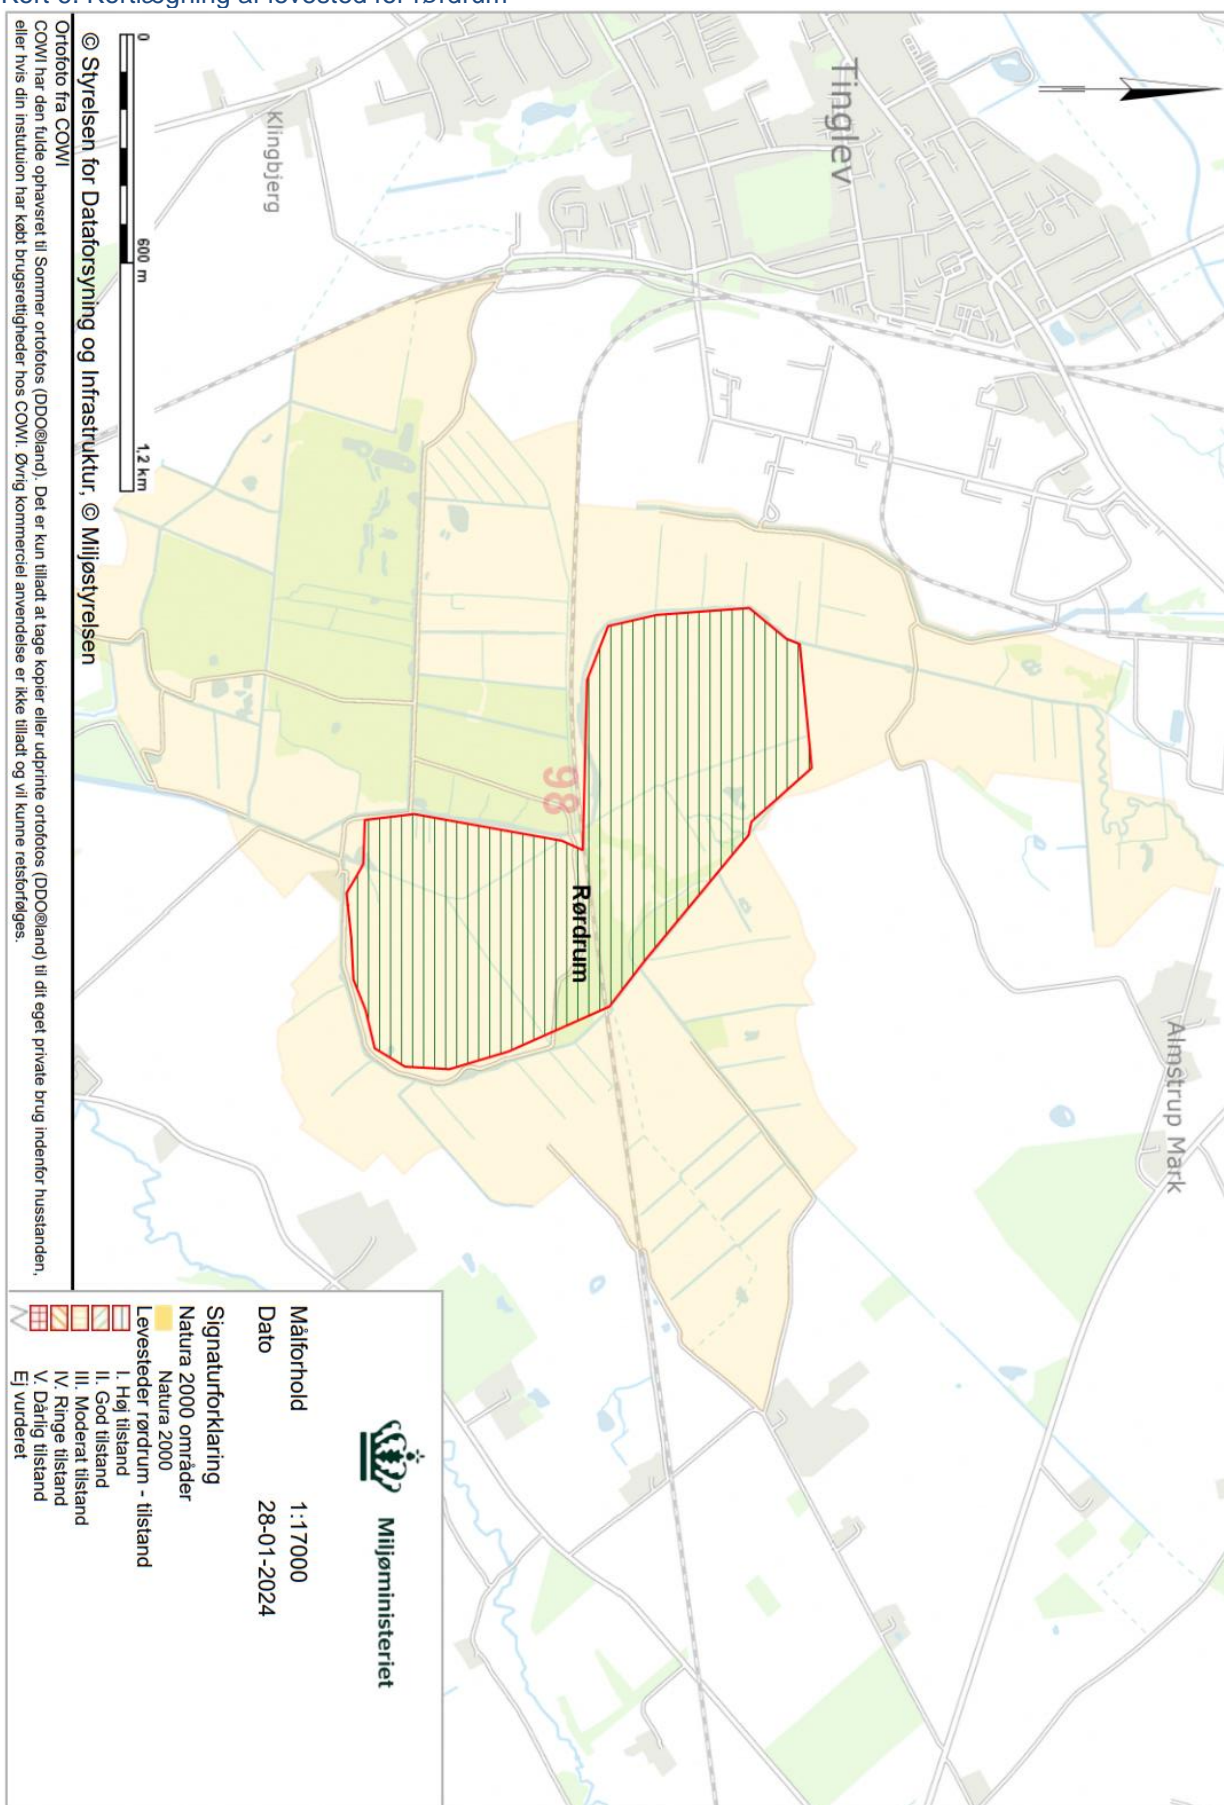 Tinglev
Klingbjerg
Almstrup Mark
98
Rørdrum
0
600 m
1,2 km
© Styrelsen for Dataforsyning og Infrastruktur, © Miljøstyrelsen
Ortofoto fra COWI
COWI har den fulde ophavsret til Sommer ortofotos (DDO®land). Det er kun tilladt at tage kopier eller udprinte ortofotos (DDO®land) til dit eget private brug indenfor husstanden,
eller hvis din instutuion har købt brugsrettigheder hos COWI. Øvrig kommerciel anvendelse er ikke tilladt og vil kunne retsforfølges.
Miljøministeriet
Målforhold 1:17000
Dato 28-01-2024
Signaturforklaring
Natura 2000 områder
Natura 2000
Levesteder rørdrum - tilstand
I. Høj tilstand
II. God tilstand
III. Moderat tilstand
IV. Ringe tilstand
V. Dårlig tilstand
Ej vurderet